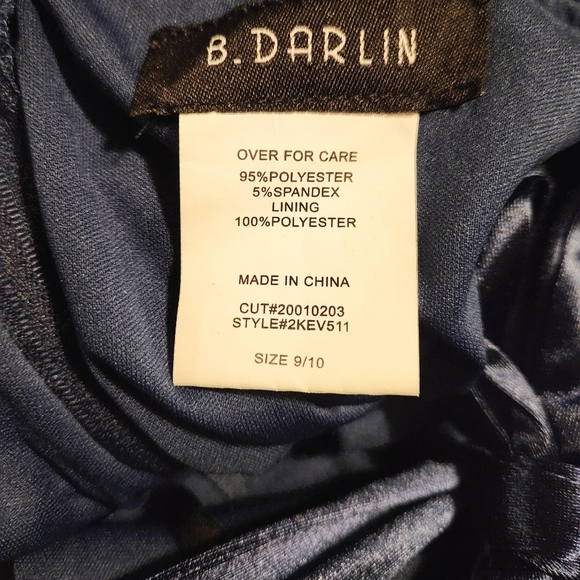 B. DARLIN
OVER FOR CARE
95%POLYESTER
5%SPANDEX
LINING
100%POLYESTER
MADE IN CHINA
CUT#20010203
STYLE#2KEV511
SIZE 9/10